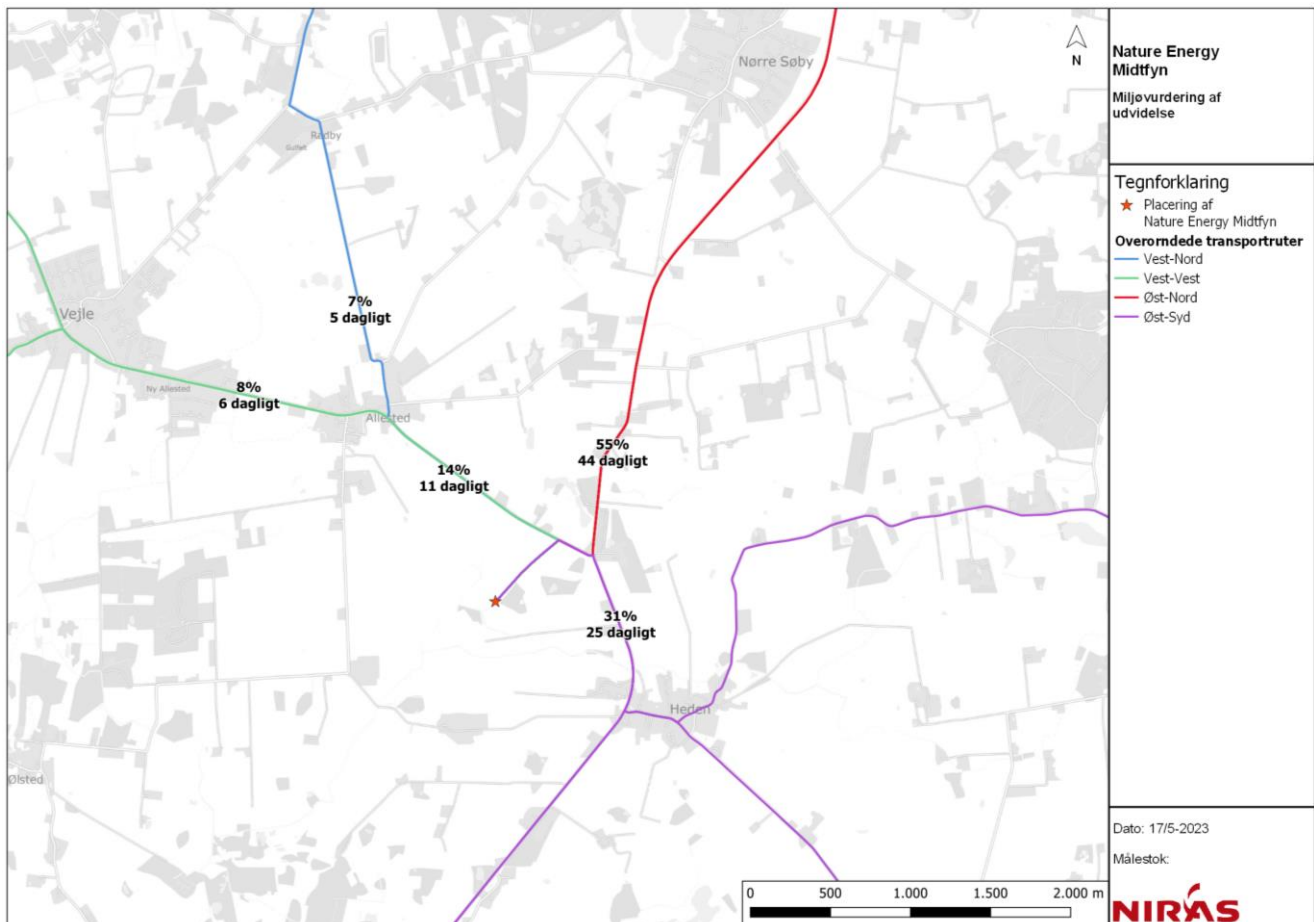 Nørre Søby
N
Radby
Vejle
7%
5 dagligt
Ny Allested
8%
6 dagligt
Allested
14%
11 dagligt
55%
44 dagligt
31%
25 dagligt
Heden
Ølsted
0 500 1.000 1.500 2.000 m
Nature Energy
Midtfyn
Miljøvurdering af
udvidelse
Tegnforklaring
Placering af
Nature Energy Midtfyn
Overorndede transportruter
Vest-Nord
Vest-Vest
Øst-Nord
Øst-Syd
Dato: 17/5-2023
Målestok:
NIRAS